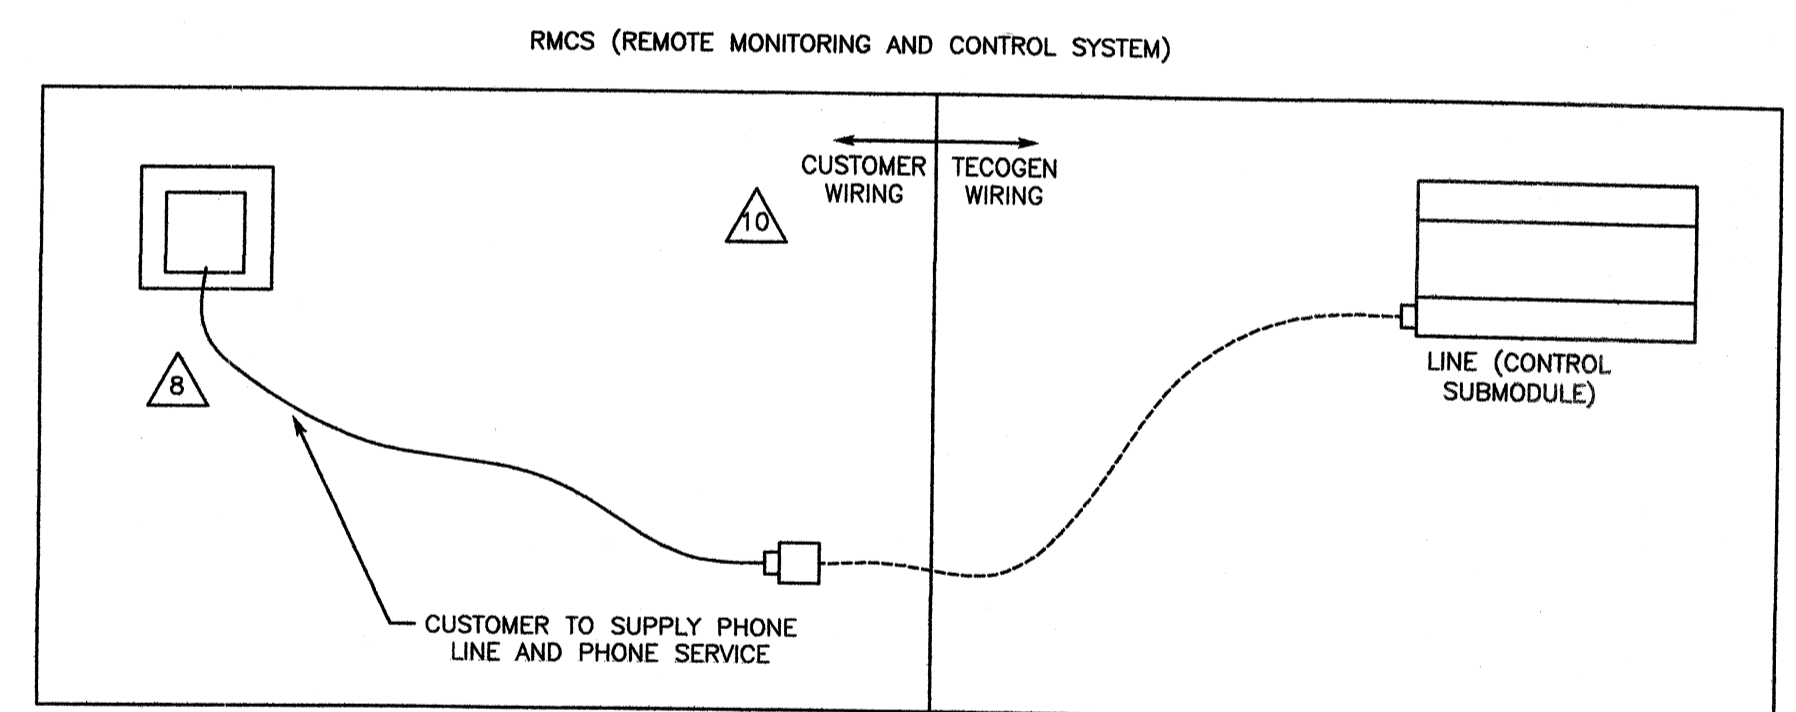 RMCS (REMOTE MONITORING AND CONTROL SYSTEM)
CUSTOMER
WIRING
TECOGEN
WIRING
10
8
LINE (CONTROL
SUBMODULE)
CUSTOMER TO SUPPLY PHONE
LINE AND PHONE SERVICE